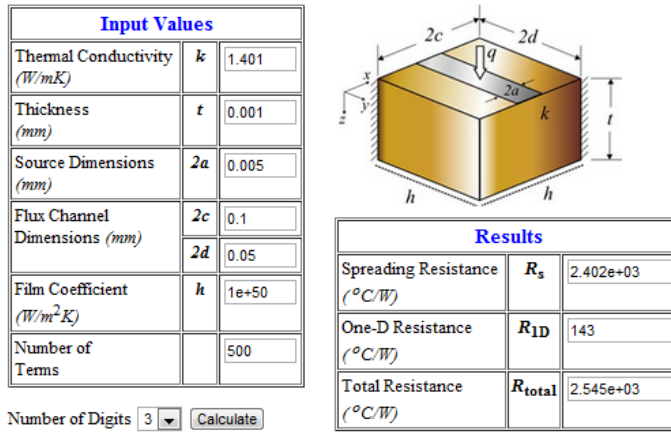 Input Values
Thermal Conductivity k 1.401
(W/mK)
Thickness t 0.001
(mm)
Source Dimensions 2a 0.005
(mm)
Flux Channel 2c 0.1
Dimensions (mm)
2d 0.05
Film Coefficient h 1e+50
(W/m²K)
Number of 500
Terms
Number of Digits 3 Calculate
2c 2d
q
x
y
z
2a
k
t
h h
Results
Spreading Resistance Rs 2.402e+03
(°C/W)
One-D Resistance R1D 143
(°C/W)
Total Resistance Rtotal 2.545e+03
(°C/W)